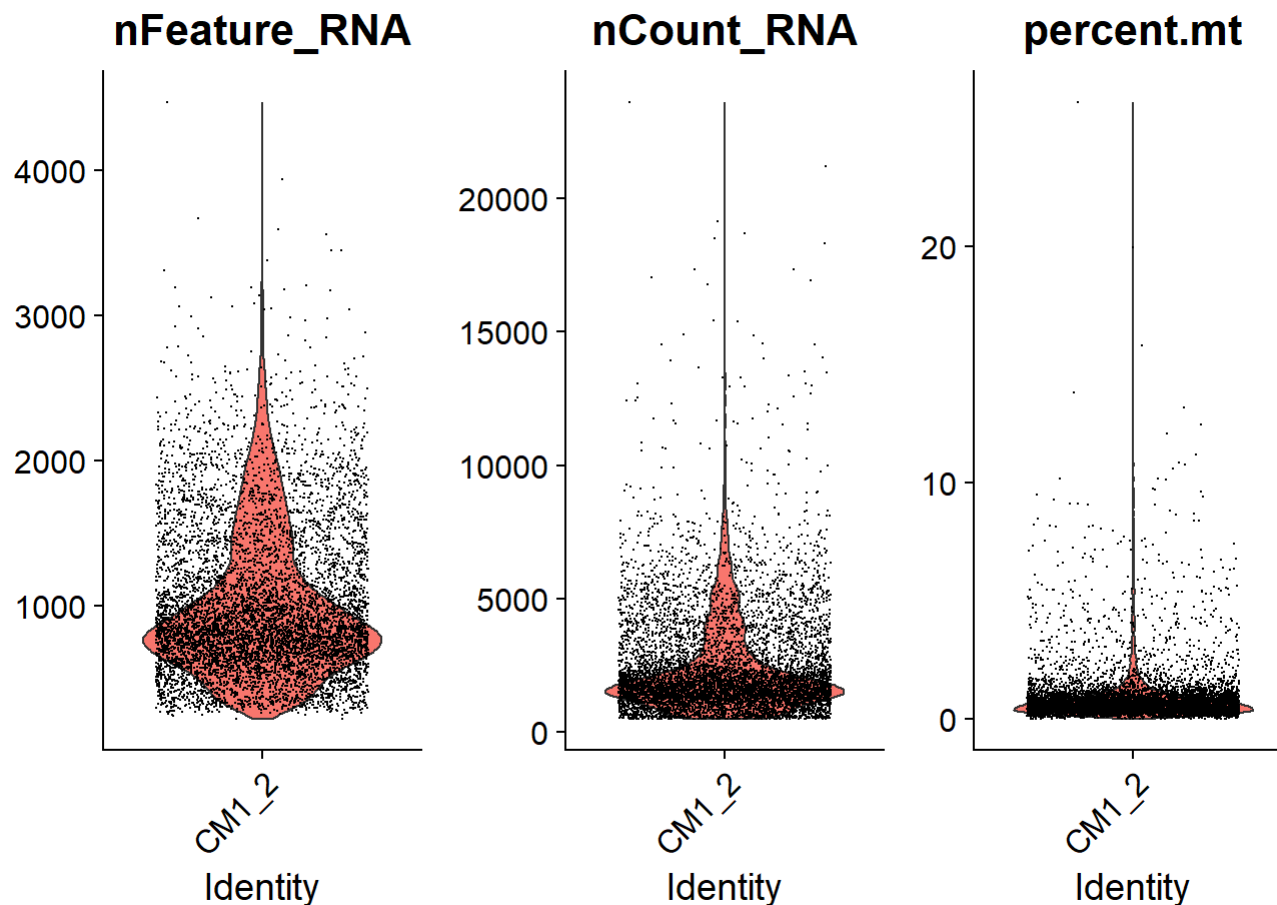 nFeature_RNA
4000
3000
2000
1000
CM1_2
Identity
nCount_RNA
20000
15000
10000
5000
0
CM1_2
Identity
percent.mt
20
10
0
CM1_2
Identity